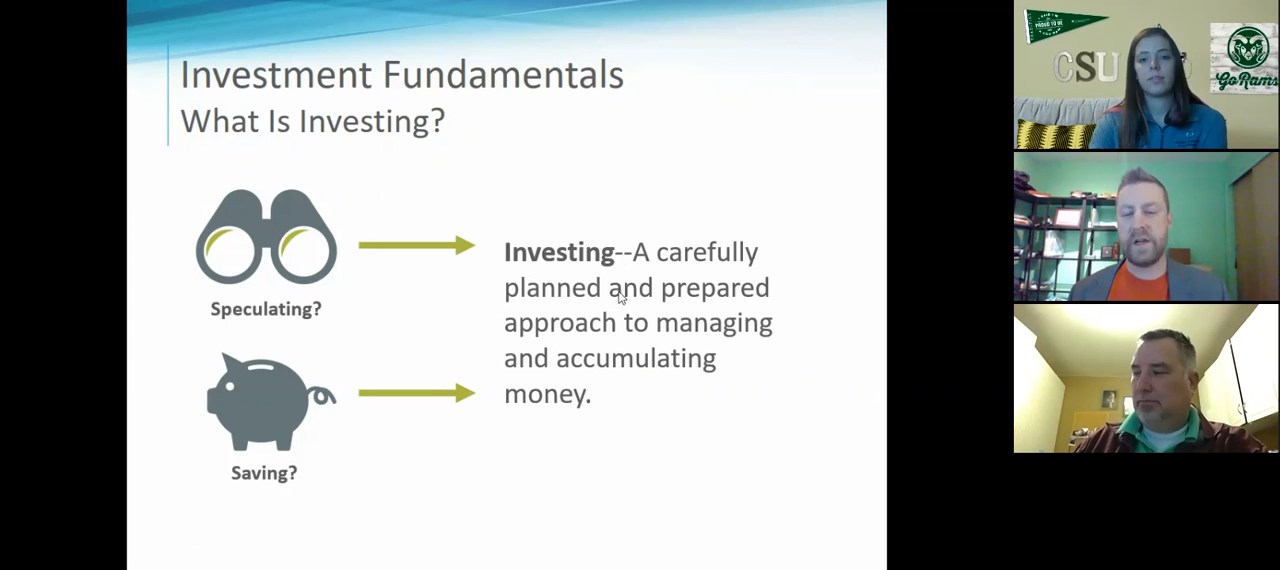 Investment Fundamentals
What Is Investing?
Speculating?
Investing--A carefully
planned and prepared
approach to managing
and accumulating
money.
Saving?
PROUD TO BE
CSU
Go Rams